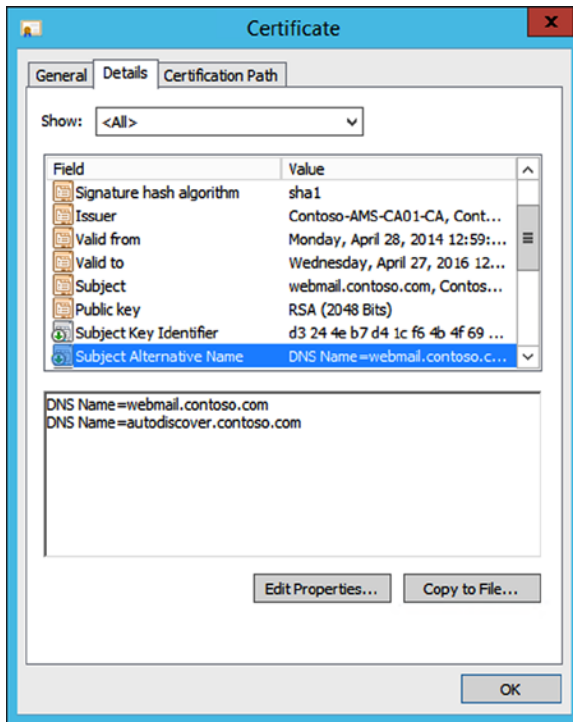 Certificate
x
General Details Certification Path
Show: <All>
Field Value
Signature hash algorithm sha1
Issuer Contoso-AMS-CA01-CA, Cont...
Valid from Monday, April 28, 2014 12:59:...
Valid to Wednesday, April 27, 2016 12...
Subject webmail.contoso.com, Contos...
Public key RSA (2048 Bits)
Subject Key Identifier d3 24 4e b7 d4 1c f6 4b 4f 69 ...
Subject Alternative Name DNS Name=webmail.contoso.c...
DNS Name=webmail.contoso.com
DNS Name=autodiscover.contoso.com
Edit Properties... Copy to File...
OK